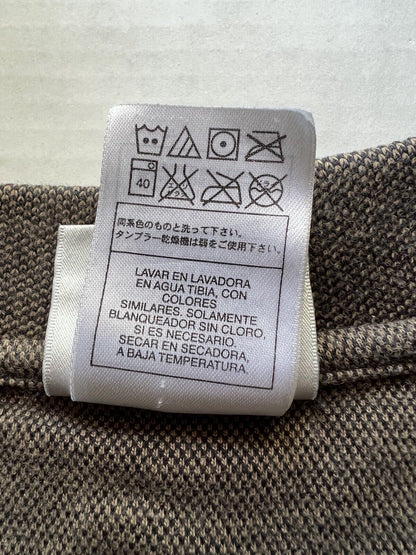 40
同系色のものと洗って下さい。
タンブラー乾燥機は弱をご使用下さい。
LAVAR EN LAVADORA
EN AGUA TIBIA, CON
COLORES
SIMILARES. SOLAMENTE
BLANQUEADOR SIN CLORO,
SI ES NECESARIO.
SECAR EN SECADORA,
A BAJA TEMPERATURA.